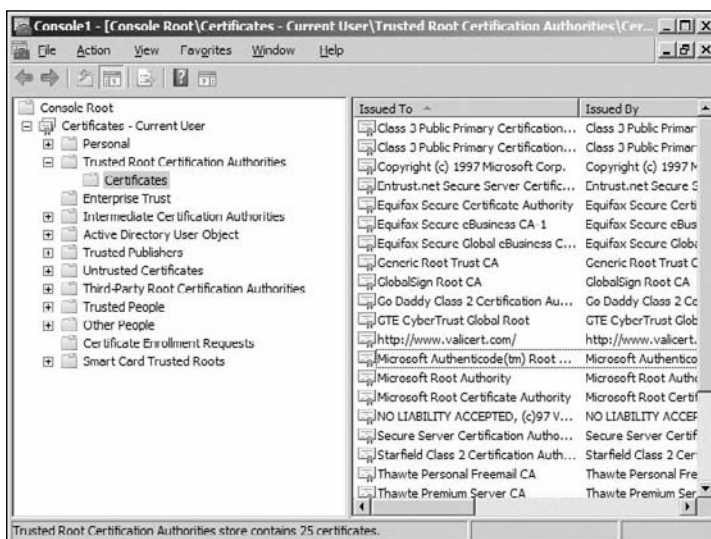 Console1 - [Console Root\Certificates - Current User\Trusted Root Certification Authorities\Cer...
File Action View Favorites Window Help
Console Root
Certificates - Current User
Personal
Trusted Root Certification Authorities
Certificates
Enterprise Trust
Intermediate Certification Authorities
Active Directory User Object
Trusted Publishers
Untrusted Certificates
Third-Party Root Certification Authorities
Trusted People
Other People
Certificate Enrollment Requests
Smart Card Trusted Roots
Issued To Issued By
Class 3 Public Primary Certification... Class 3 Public Primar
Class 3 Public Primary Certification... Class 3 Public Primar
Copyright (c) 1997 Microsoft Corp. Copyright (c) 1997 M
Entrust.net Secure Server Certific... Entrust.net Secure S
Equifax Secure Certificate Authority Equifax Secure Certi
Equifax Secure eBusiness CA-1 Equifax Secure eBus
Equifax Secure Global eBusiness C... Equifax Secure Globa
Generic Root Trust CA Generic Root Trust C
GlobalSign Root CA GlobalSign Root CA
Go Daddy Class 2 Certification Au... Go Daddy Class 2 Ce
GTE CyberTrust Global Root GTE CyberTrust Glob
http://www.valicert.com/ http://www.valicert.
Microsoft Authenticode(tm) Root ... Microsoft Authentico
Microsoft Root Authority Microsoft Root Autho
Microsoft Root Certificate Authority Microsoft Root Certif
NO LIABILITY ACCEPTED, (c)97 V... NO LIABILITY ACCEP
Secure Server Certification Autho... Secure Server Certif
Starfield Class 2 Certification Auth... Starfield Class 2 Cer
Thawte Personal Freemail CA Thawte Personal Fre
Thawte Premium Server CA Thawte Premium Ser
Trusted Root Certification Authorities store contains 25 certificates.